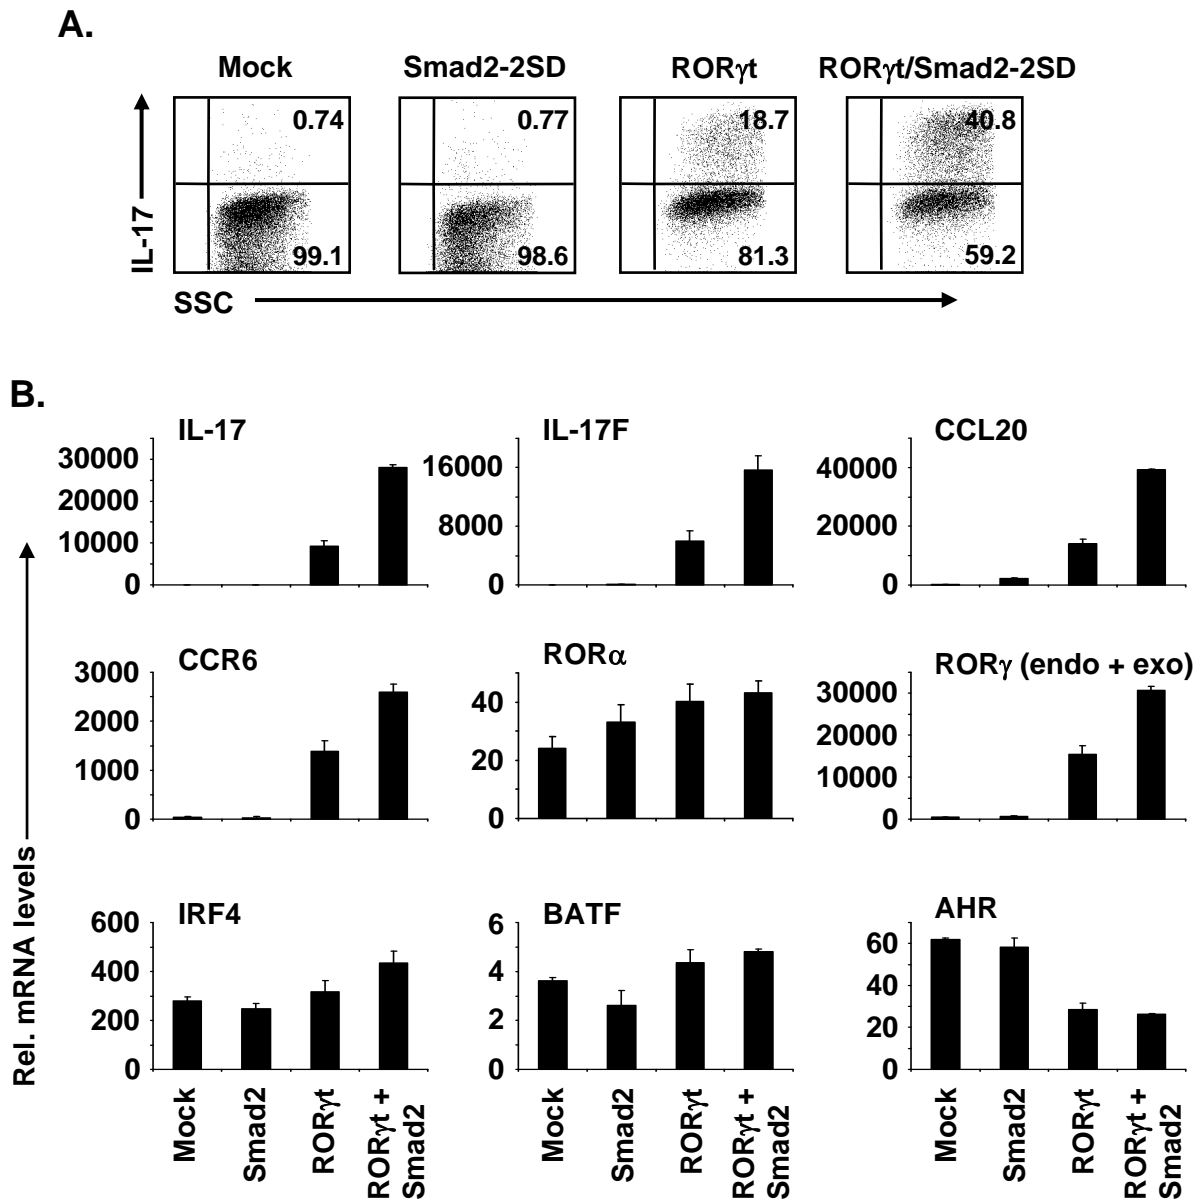 A.
Mock Smad2-2SD RORγt RORγt/Smad2-2SD
0.74 0.77 18.7 40.8
IL-17
99.1 98.6 81.3 59.2
SSC
B.
Rel. mRNA levels
IL-17
30000
20000
10000
0
IL-17F
16000
8000
0
CCL20
40000
20000
0
CCR6
3000
2000
1000
0
RORα
40
20
0
RORγ (endo + exo)
30000
20000
10000
0
IRF4
600
400
200
0
BATF
6
4
2
0
AHR
60
40
20
0
Mock
Smad2
RORγt
RORγt +
Smad2
Mock
Smad2
RORγt
RORγt +
Smad2
Mock
Smad2
RORγt
RORγt +
Smad2